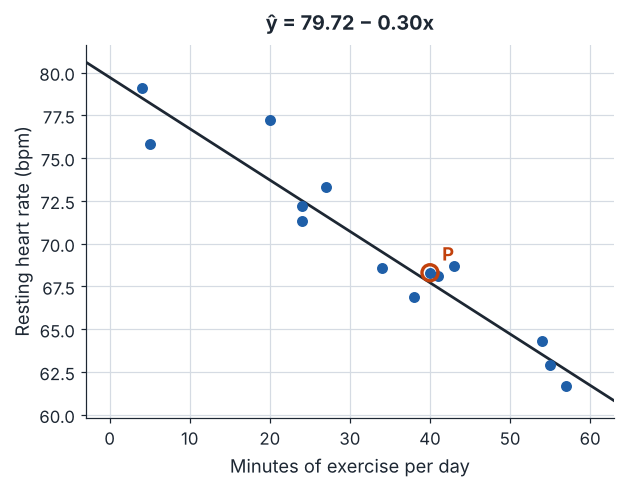 ŷ = 79.72 − 0.30x
Resting heart rate (bpm)
80.0
77.5
75.0
72.5
70.0
67.5
65.0
62.5
60.0
P
0 10 20 30 40 50 60
Minutes of exercise per day